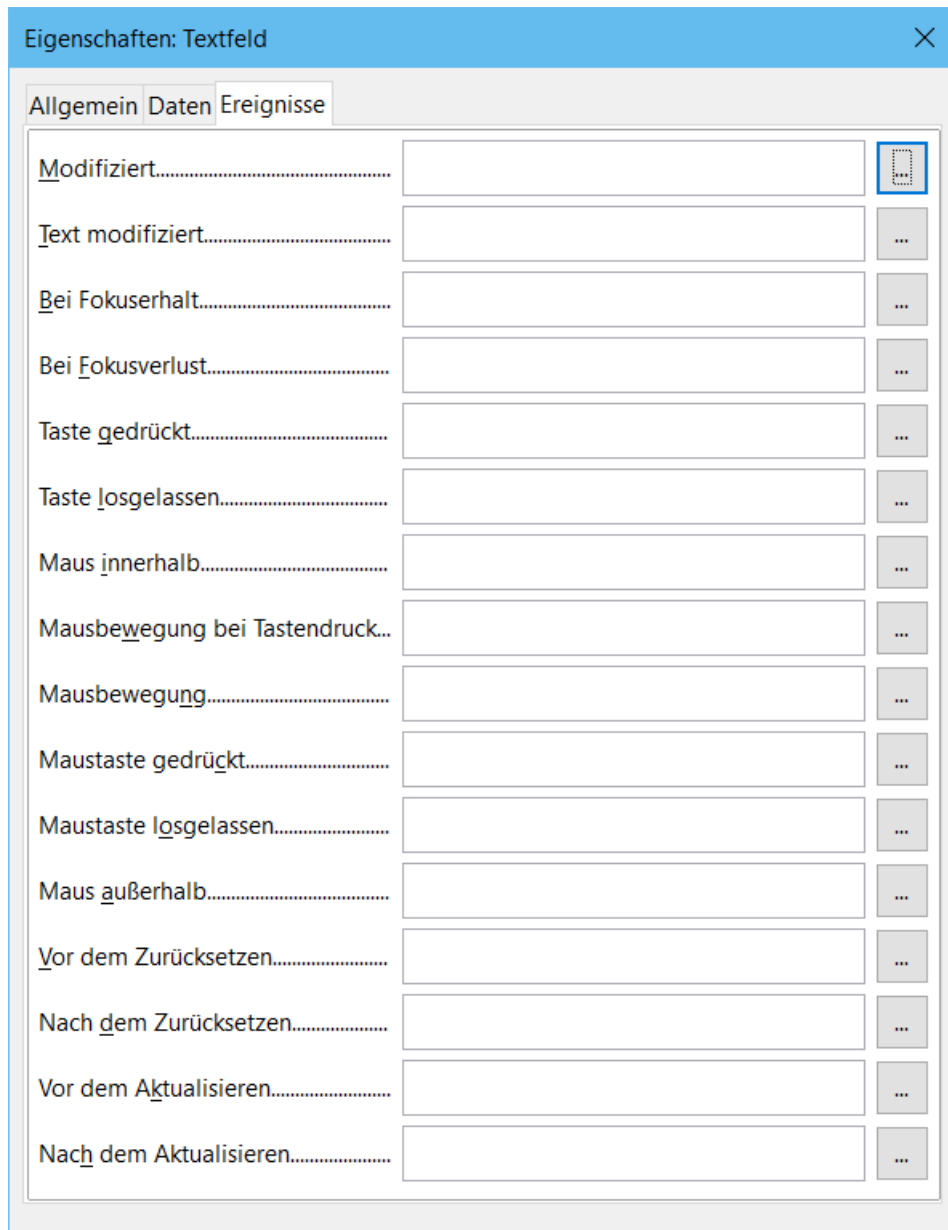 Eigenschaften: Textfeld
Allgemein Daten Ereignisse
Modifiziert.................................................. ...
Text modifiziert........................................ ...
Bei Fokuserhalt......................................... ...
Bei Fokusverlust....................................... ...
Taste gedrückt.......................................... ...
Taste losgelassen..................................... ...
Maus innerhalb........................................ ...
Mausbewegung bei Tastendruck... ...
Mausbewegung....................................... ...
Maustaste gedrückt............................... ...
Maustaste losgelassen......................... ...
Maus außerhalb....................................... ...
Vor dem Zurücksetzen......................... ...
Nach dem Zurücksetzen..................... ...
Vor dem Aktualisieren.......................... ...
Nach dem Aktualisieren...................... ...